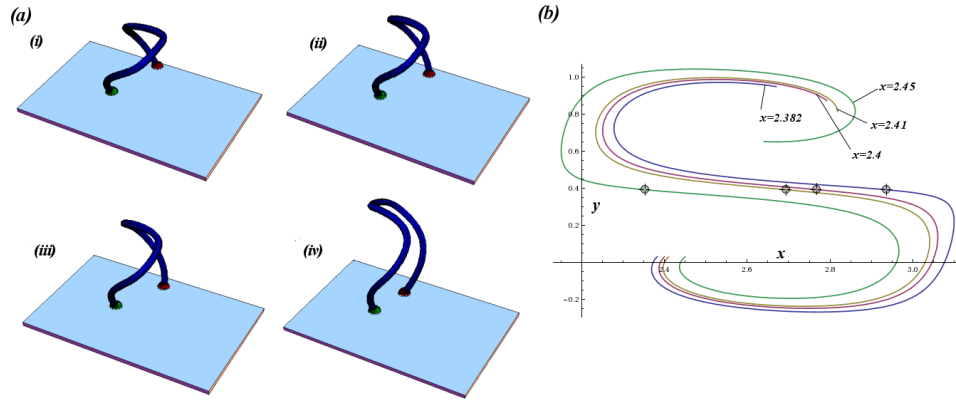 (a)
(i)
(ii)
(iii)
(iv)
(b)
1.0
0.8
0.6
0.4
0.2
-0.2
2.4
2.6
2.8
3.0
x
y
x=2.45
x=2.41
x=2.4
x=2.382